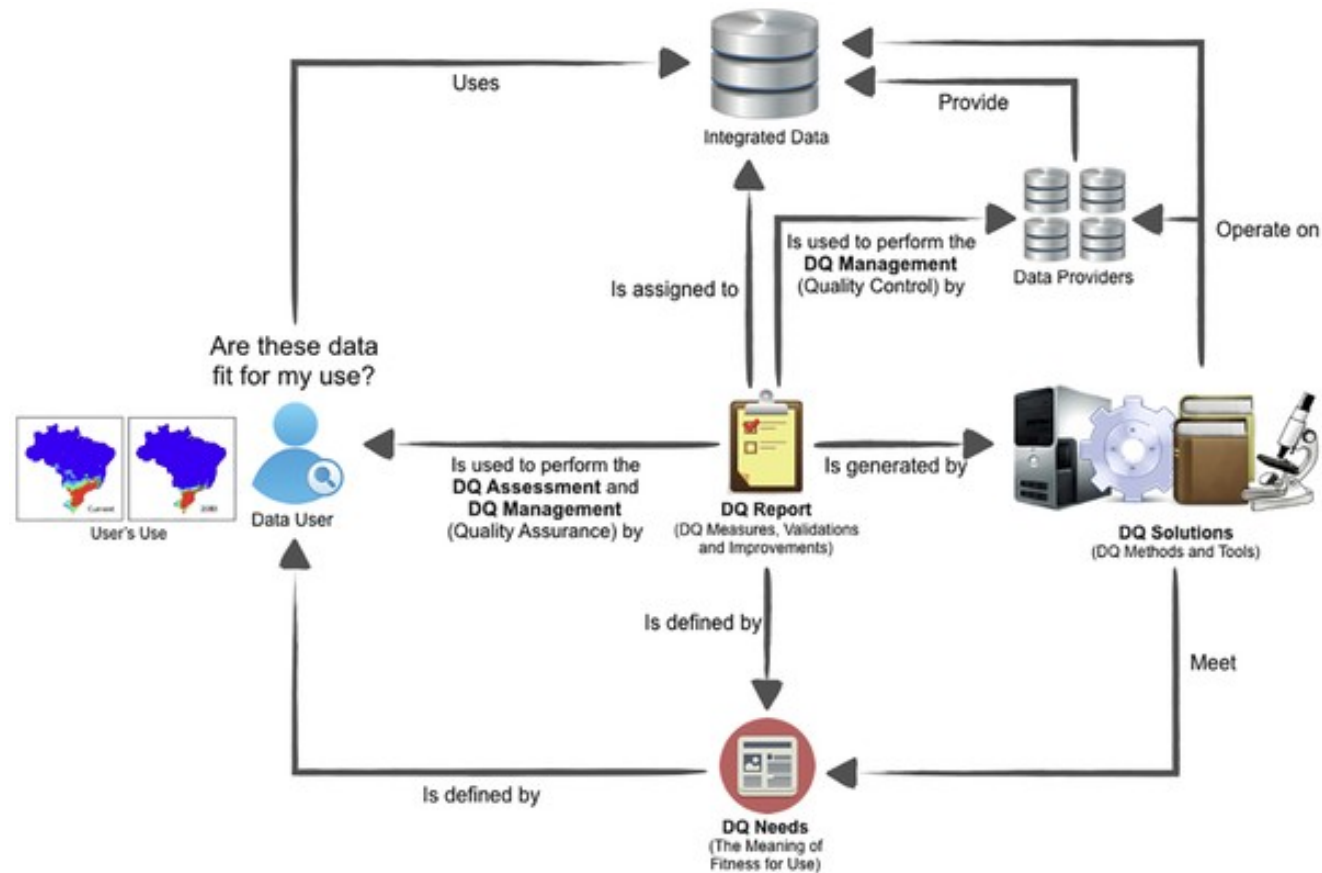 Uses
Provide
Integrated Data
Is used to perform the
DQ Management
(Quality Control) by
Data Providers
Operate on
Is assigned to
Are these data
fit for my use?
Current
User's Use
Data User
Is used to perform the
DQ Assessment and
DQ Management
(Quality Assurance) by
DQ Report
(DQ Measures, Validations
and Improvements)
Is generated by
DQ Solutions
(DQ Methods and Tools)
Is defined by
Meet
Is defined by
DQ Needs
(The Meaning of
Fitness for Use)